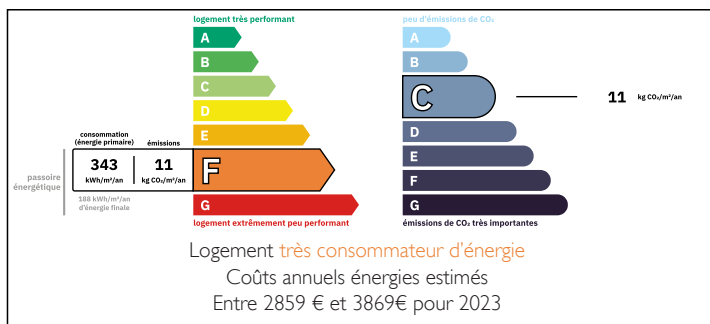 logement très performant
A
B
C
D
E
consommation
(énergie primaire)
émissions
343
kWh/m²/an
11
kg CO₂/m²/an
F
passoire
énergétique
188 kWh/m²/an
d'énergie finale
G
logement extrêmement peu performant
peu d'émissions de CO₂
A
B
C
11 kg CO₂/m²/an
D
E
F
G
émissions de CO₂ très importantes
Logement très consommateur d'énergie
Coûts annuels énergies estimés
Entre 2859 € et 3869€ pour 2023